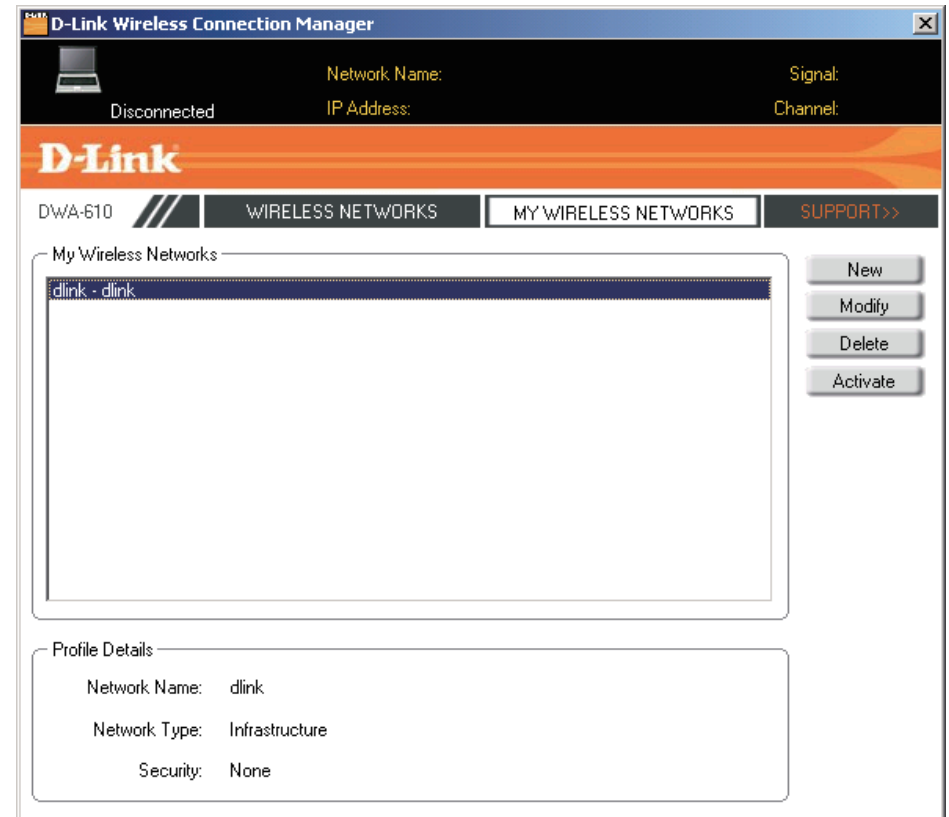 D-Link Wireless Connection Manager
Network Name: Signal:
Disconnected IP Address: Channel:
D-Link
DWA-610 WIRELESS NETWORKS MY WIRELESS NETWORKS SUPPORT>>
My Wireless Networks
dlink - dlink
New
Modify
Delete
Activate
Profile Details
Network Name: dlink
Network Type: Infrastructure
Security: None